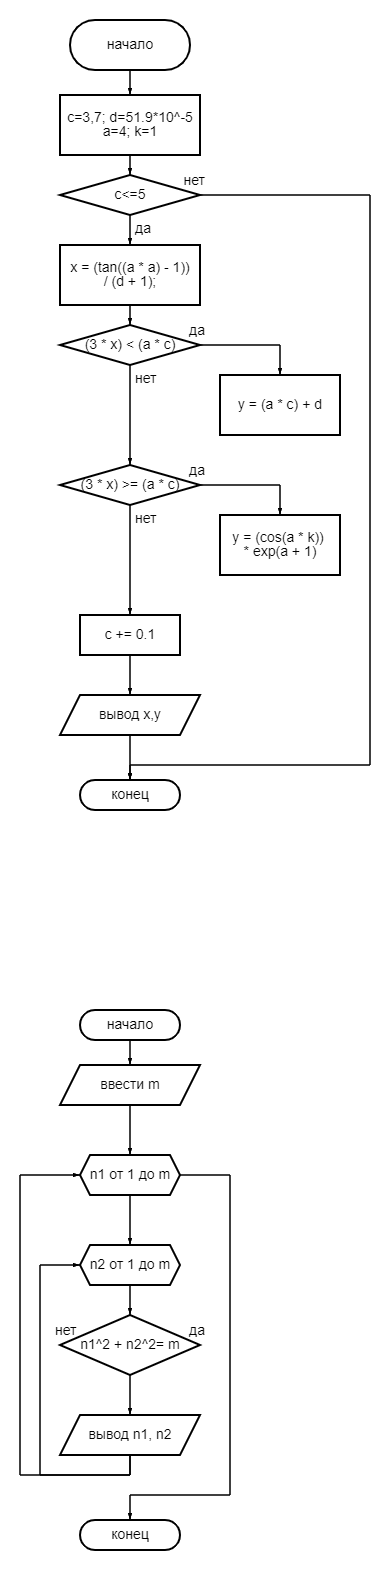 начало
c=3,7; d=51.9*10^-5
a=4; k=1
c<=5
нет
да
x = (tan((a * a) - 1))
/ (d + 1);
(3 * x) < (a * c)
да
нет
y = (a * c) + d
(3 * x) >= (a * c)
да
нет
y = (cos(a * k))
* exp(a + 1)
c += 0.1
вывод x,y
конец
начало
ввести m
n1 от 1 до m
n2 от 1 до m
нет
да
n1^2 + n2^2= m
вывод n1, n2
конец